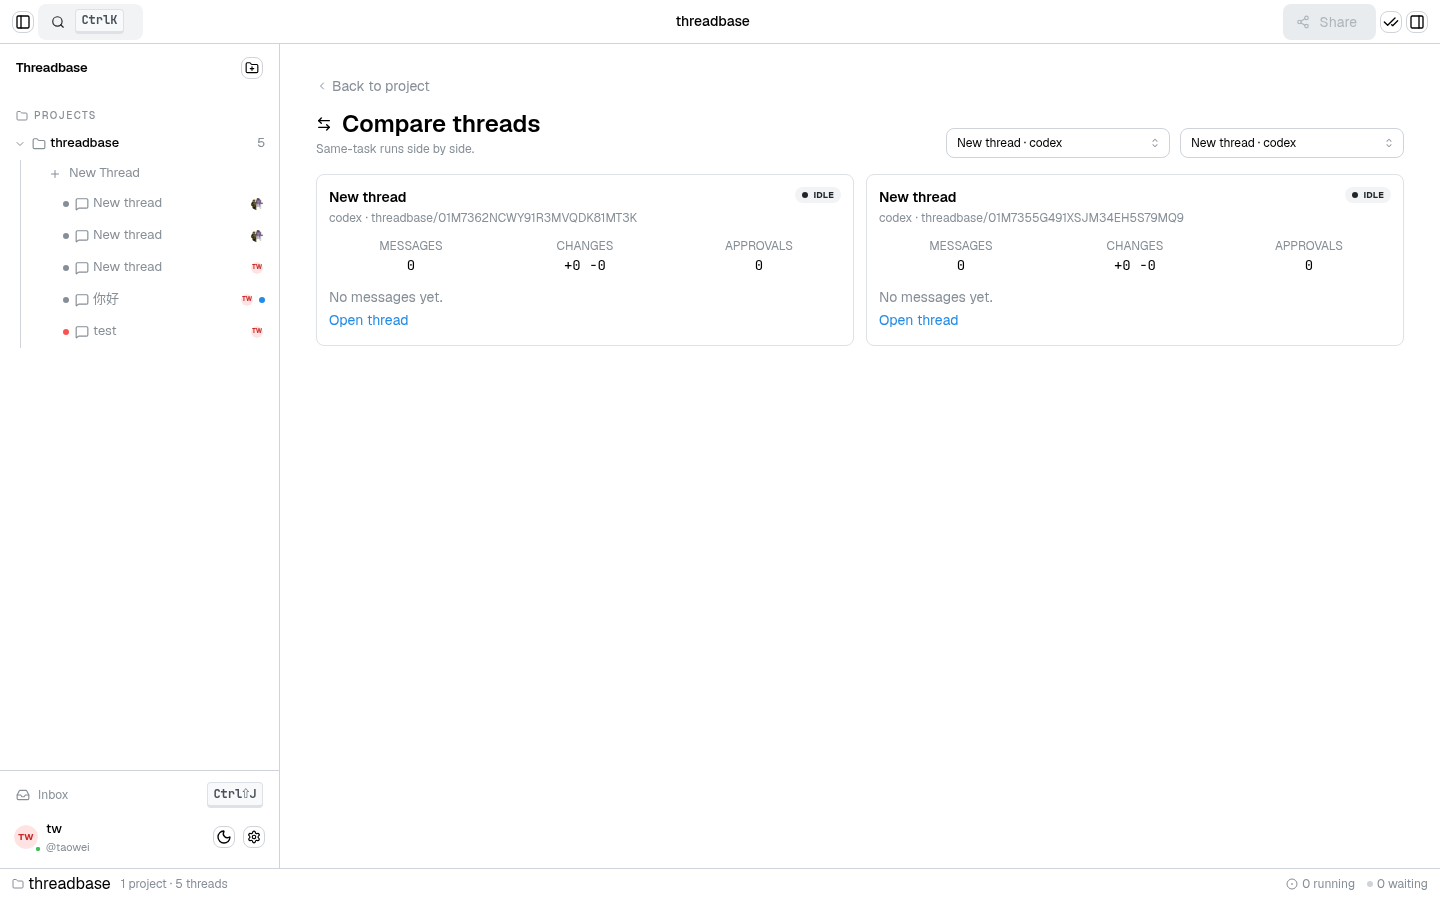 CtrlK
threadbase
Share
Threadbase
PROJECTS
threadbase 5
New Thread
New thread
New thread
New thread TW
你好 TW
test TW
Inbox Ctrl⇧J
TW tw
@taowei
Back to project
Compare threads
Same-task runs side by side.
New thread · codex
New thread · codex
New thread IDLE
codex · threadbase/01M7362NCWY91R3MVQDK81MT3K
MESSAGES CHANGES APPROVALS
0 +0 -0 0
No messages yet.
Open thread
New thread IDLE
codex · threadbase/01M7355G491XSJM34EH5S79MQ9
MESSAGES CHANGES APPROVALS
0 +0 -0 0
No messages yet.
Open thread
threadbase 1 project · 5 threads
0 running 0 waiting